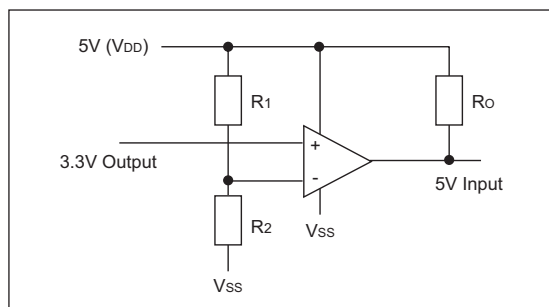 5V (VDD)
R1
RO
3.3V Output
+
-
5V Input
R2
VSS
VSS